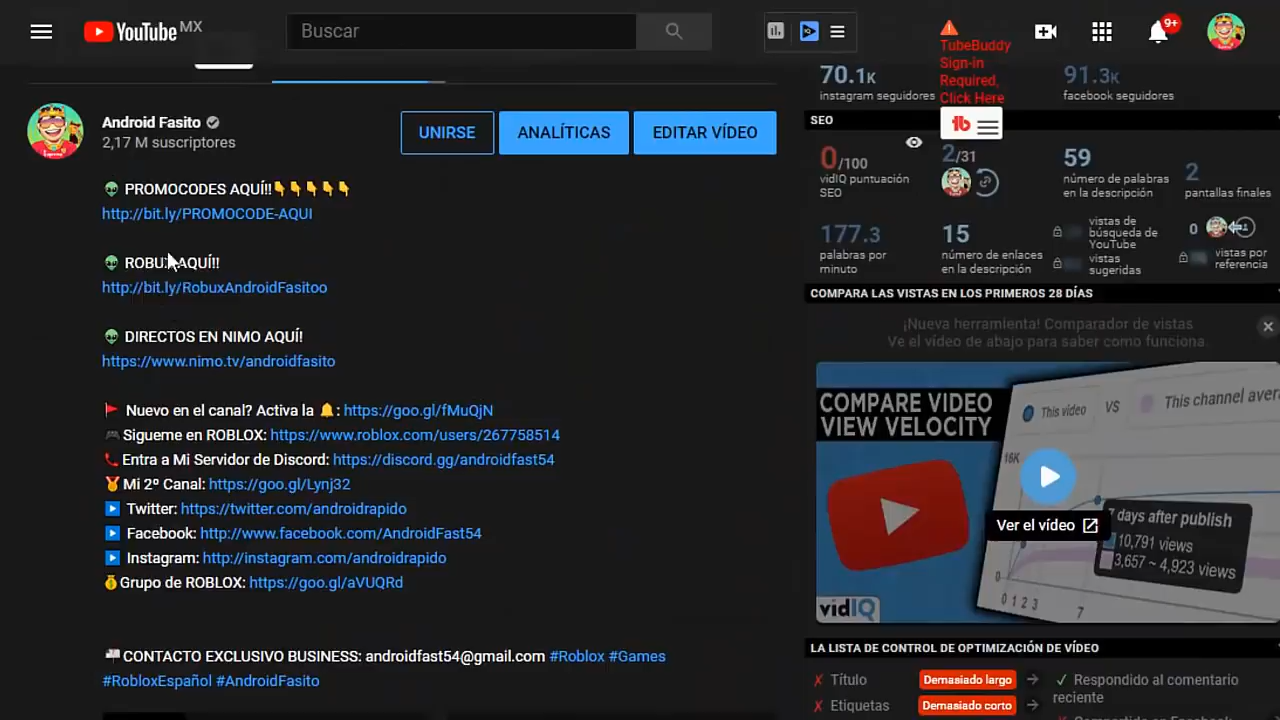 YouTube MX
Buscar
9+
TubeBuddy
Sign-in
Required,
Click Here
tb
70.1K
instagram seguidores
91.3K
facebook seguidores
Android Fasito
2,17 M suscriptores
UNIRSE
ANALÍTICAS
EDITAR VÍDEO
👽 PROMOCODES AQUÍ!!👇👇👇👇👇
http://bit.ly/PROMOCODE-AQUI
👽 ROBUX AQUÍ!!
http://bit.ly/RobuxAndroidFasitoo
👽 DIRECTOS EN NIMO AQUÍ!
https://www.nimo.tv/androidfasito
🚩 Nuevo en el canal? Activa la 🔔: https://goo.gl/fMuQjN
🎮Sigueme en ROBLOX: https://www.roblox.com/users/267758514
📞Entra a Mi Servidor de Discord: https://discord.gg/androidfast54
🏅Mi 2º Canal: https://goo.gl/Lynj32
▶ Twitter: https://twitter.com/androidrapido
▶ Facebook: http://www.facebook.com/AndroidFast54
▶ Instagram: http://instagram.com/androidrapido
💰Grupo de ROBLOX: https://goo.gl/aVUQRd
CONTACTO EXCLUSIVO BUSINESS: androidfast54@gmail.com #Roblox #Games
#RobloxEspañol #AndroidFasito
SEO
0/100
vidIQ puntuación
SEO
2/31
59
número de palabras
en la descripción
2
pantallas finales
177.3
palabras por
minuto
15
número de enlaces
en la descripción
vistas de
búsqueda de
YouTube
vistas
sugeridas
0
vistas por
referencia
COMPARA LAS VISTAS EN LOS PRIMEROS 28 DÍAS
¡Nueva herramienta! Comparador de vistas
Ve el vídeo de abajo para saber como funciona.
COMPARE VIDEO
VIEW VELOCITY
This video
VS
This channel aver
16K
Ver el vídeo
7 days after publish
10,791 views
3,657 ~ 4,923 views
0
0 1 2 3 7
vidIQ
LA LISTA DE CONTROL DE OPTIMIZACIÓN DE VÍDEO
✗ Título
Demasiado largo
✓ Respondido al comentario
reciente
✗ Etiquetas
Demasiado corto